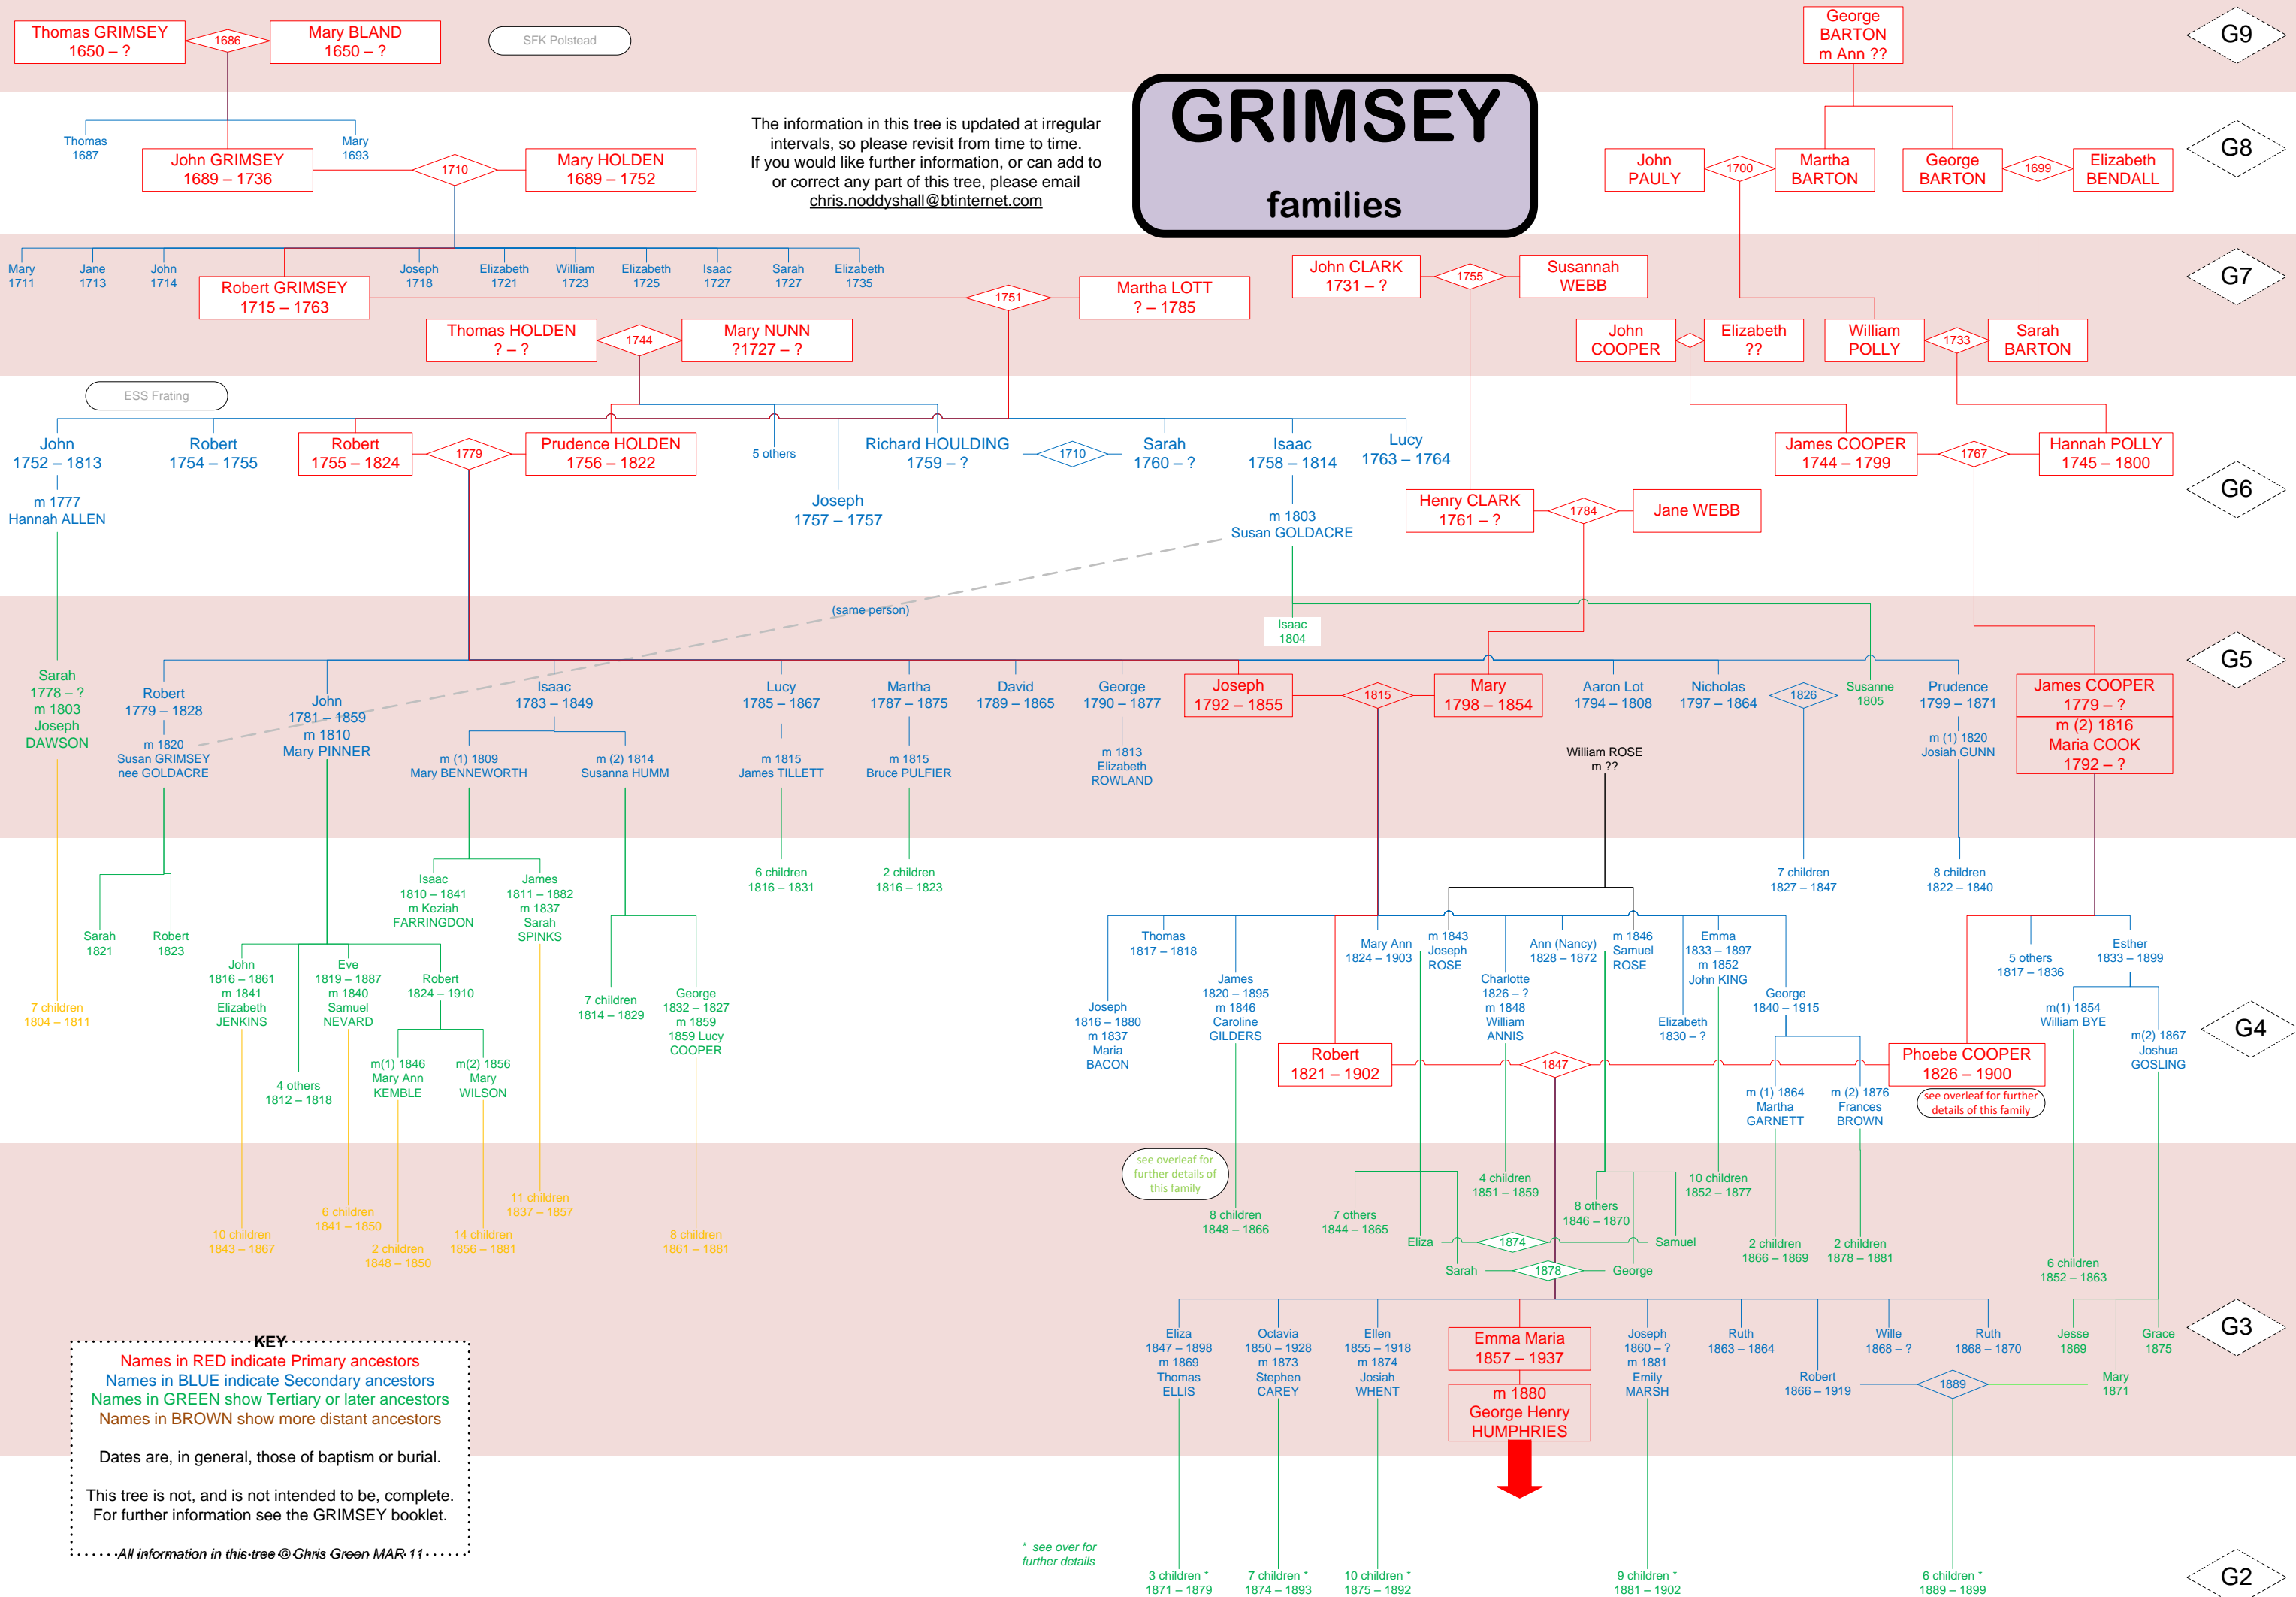 Thomas GRIMSEY
1650 – ?
1686
Mary BLAND
1650 – ?
SFK Polstead
George
BARTON
m Ann ??
G9
GRIMSEY
families
The information in this tree is updated at irregular
intervals, so please revisit from time to time.
If you would like further information, or can add to
or correct any part of this tree, please email
chris.noddyshall@btinternet.com
Thomas
1687
Mary
1693
John GRIMSEY
1689 – 1736
1710
Mary HOLDEN
1689 – 1752
John
PAULY
1700
Martha
BARTON
George
BARTON
1699
Elizabeth
BENDALL
G8
Mary
1711
Jane
1713
John
1714
Robert GRIMSEY
1715 – 1763
Joseph
1718
Elizabeth
1721
William
1723
Elizabeth
1725
Isaac
1727
Sarah
1727
Elizabeth
1735
1751
Martha LOTT
? – 1785
John CLARK
1731 – ?
1755
Susannah
WEBB
G7
Thomas HOLDEN
? – ?
1744
Mary NUNN
?1727 – ?
John
COOPER
Elizabeth
??
William
POLLY
1733
Sarah
BARTON
ESS Frating
John
1752 – 1813
m 1777
Hannah ALLEN
Robert
1754 – 1755
Robert
1755 – 1824
1779
Prudence HOLDEN
1756 – 1822
5 others
Joseph
1757 – 1757
Richard HOULDING
1759 – ?
1710
Sarah
1760 – ?
Isaac
1758 – 1814
m 1803
Susan GOLDACRE
Lucy
1763 – 1764
Henry CLARK
1761 – ?
1784
Jane WEBB
James COOPER
1744 – 1799
1767
Hannah POLLY
1745 – 1800
G6
(same person)
Isaac
1804
Sarah
1778 – ?
m 1803
Joseph
DAWSON
Robert
1779 – 1828
m 1820
Susan GRIMSEY
nee GOLDACRE
John
1781 – 1859
m 1810
Mary PINNER
Isaac
1783 – 1849
m (1) 1809
Mary BENNEWORTH
m (2) 1814
Susanna HUMM
Lucy
1785 – 1867
m 1815
James TILLETT
Martha
1787 – 1875
m 1815
Bruce PULFIER
David
1789 – 1865
George
1790 – 1877
m 1813
Elizabeth
ROWLAND
Joseph
1792 – 1855
1815
Mary
1798 – 1854
Aaron Lot
1794 – 1808
Nicholas
1797 – 1864
1826
Susanne
1805
Prudence
1799 – 1871
m (1) 1820
Josiah GUNN
James COOPER
1779 – ?
m (2) 1816
Maria COOK
1792 – ?
G5
William ROSE
m ??
Sarah
1821
Robert
1823
Isaac
1810 – 1841
m Keziah
FARRINGDON
James
1811 – 1882
m 1837
Sarah
SPINKS
6 children
1816 – 1831
2 children
1816 – 1823
7 children
1827 – 1847
8 children
1822 – 1840
7 children
1804 – 1811
John
1816 – 1861
m 1841
Elizabeth
JENKINS
4 others
1812 – 1818
Eve
1819 – 1887
m 1840
Samuel
NEVARD
Robert
1824 – 1910
m(1) 1846
Mary Ann
KEMBLE
m(2) 1856
Mary
WILSON
7 children
1814 – 1829
George
1832 – 1827
m 1859
1859 Lucy
COOPER
Joseph
1816 – 1880
m 1837
Maria
BACON
Thomas
1817 – 1818
James
1820 – 1895
m 1846
Caroline
GILDERS
Robert
1821 – 1902
Mary Ann
1824 – 1903
m 1843
Joseph
ROSE
Charlotte
1826 – ?
m 1848
William
ANNIS
Ann (Nancy)
1828 – 1872
m 1846
Samuel
ROSE
Elizabeth
1830 – ?
Emma
1833 – 1897
m 1852
John KING
George
1840 – 1915
m (1) 1864
Martha
GARNETT
m (2) 1876
Frances
BROWN
1847
Phoebe COOPER
1826 – 1900
see overleaf for further
details of this family
5 others
1817 – 1836
Esther
1833 – 1899
m(1) 1854
William BYE
m(2) 1867
Joshua
GOSLING
G4
10 children
1843 – 1867
6 children
1841 – 1850
2 children
1848 – 1850
14 children
1856 – 1881
11 children
1837 – 1857
8 children
1861 – 1881
see overleaf for
further details of
this family
8 children
1848 – 1866
7 others
1844 – 1865
4 children
1851 – 1859
8 others
1846 – 1870
10 children
1852 – 1877
Eliza
1874
Samuel
Sarah
1878
George
2 children
1866 – 1869
2 children
1878 – 1881
6 children
1852 – 1863
Eliza
1847 – 1898
m 1869
Thomas
ELLIS
Octavia
1850 – 1928
m 1873
Stephen
CAREY
Ellen
1855 – 1918
m 1874
Josiah
WHENT
Emma Maria
1857 – 1937
m 1880
George Henry
HUMPHRIES
Joseph
1860 – ?
m 1881
Emily
MARSH
Ruth
1863 – 1864
Robert
1866 – 1919
Wille
1868 – ?
1889
Ruth
1868 – 1870
Jesse
1869
Mary
1871
Grace
1875
G3
KEY
Names in RED indicate Primary ancestors
Names in BLUE indicate Secondary ancestors
Names in GREEN show Tertiary or later ancestors
Names in BROWN show more distant ancestors
Dates are, in general, those of baptism or burial.
This tree is not, and is not intended to be, complete.
For further information see the GRIMSEY booklet.
All information in this tree © Chris Green MAR 11
* see over for
further details
3 children *
1871 – 1879
7 children *
1874 – 1893
10 children *
1875 – 1892
9 children *
1881 – 1902
6 children *
1889 – 1899
G2